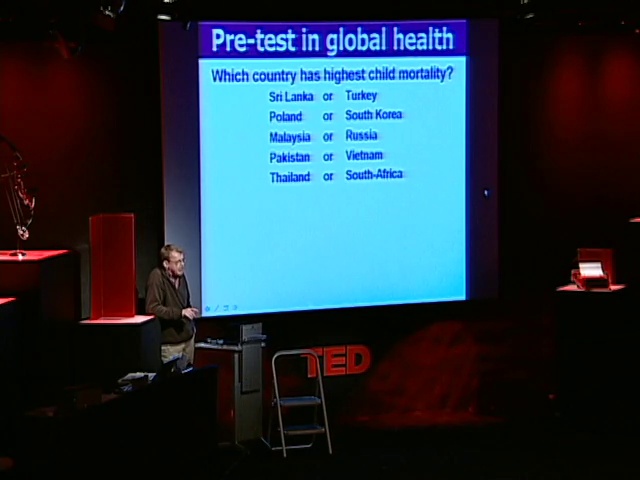 Pre-test in global health
Which country has highest child mortality?
Sri Lanka or Turkey
Poland or South Korea
Malaysia or Russia
Pakistan or Vietnam
Thailand or South-Africa
TED